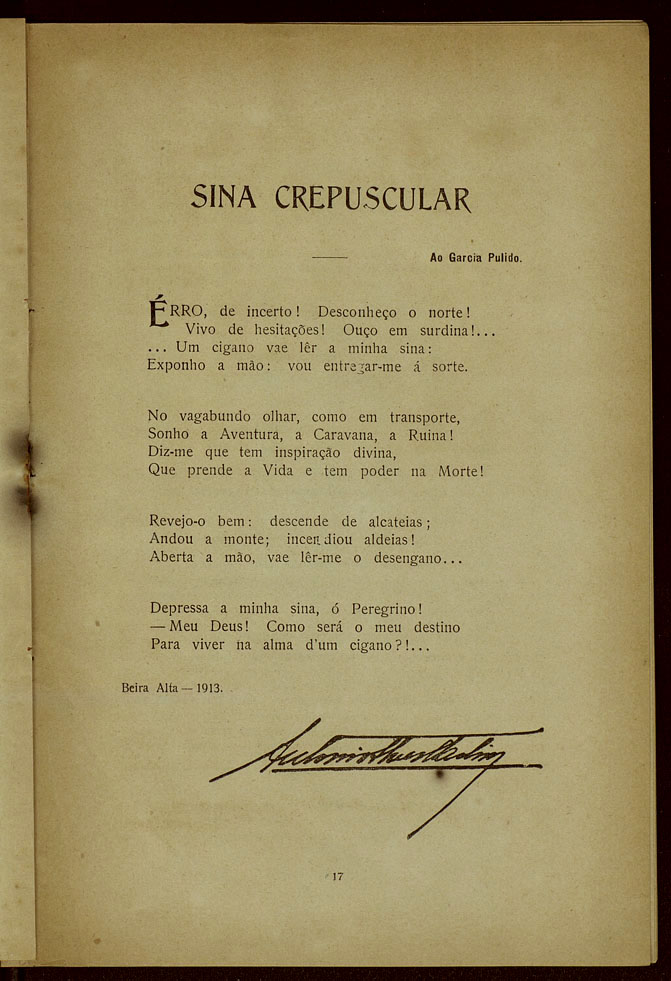 SINA CREPUSCULAR
Ao Garcia Pulido.
ÉRRO, de incerto! Desconheço o norte!
Vivo de hesitações! Ouço em surdina!...
... Um cigano vae lêr a minha sina:
Exponho a mão: vou entregar-me á sorte.
No vagabundo olhar, como em transporte,
Sonho a Aventura, a Caravana, a Ruina!
Diz-me que tem inspiração divina,
Que prende a Vida e tem poder na Morte!
Revejo-o bem: descende de alcateias;
Andou a monte; incendiou aldeias!
Aberta a mão, vae lêr-me o desengano...
Depressa a minha sina, ó Peregrino!
— Meu Deus! Como será o meu destino
Para viver na alma d'um cigano?!...
Beira Alta — 1913.
17